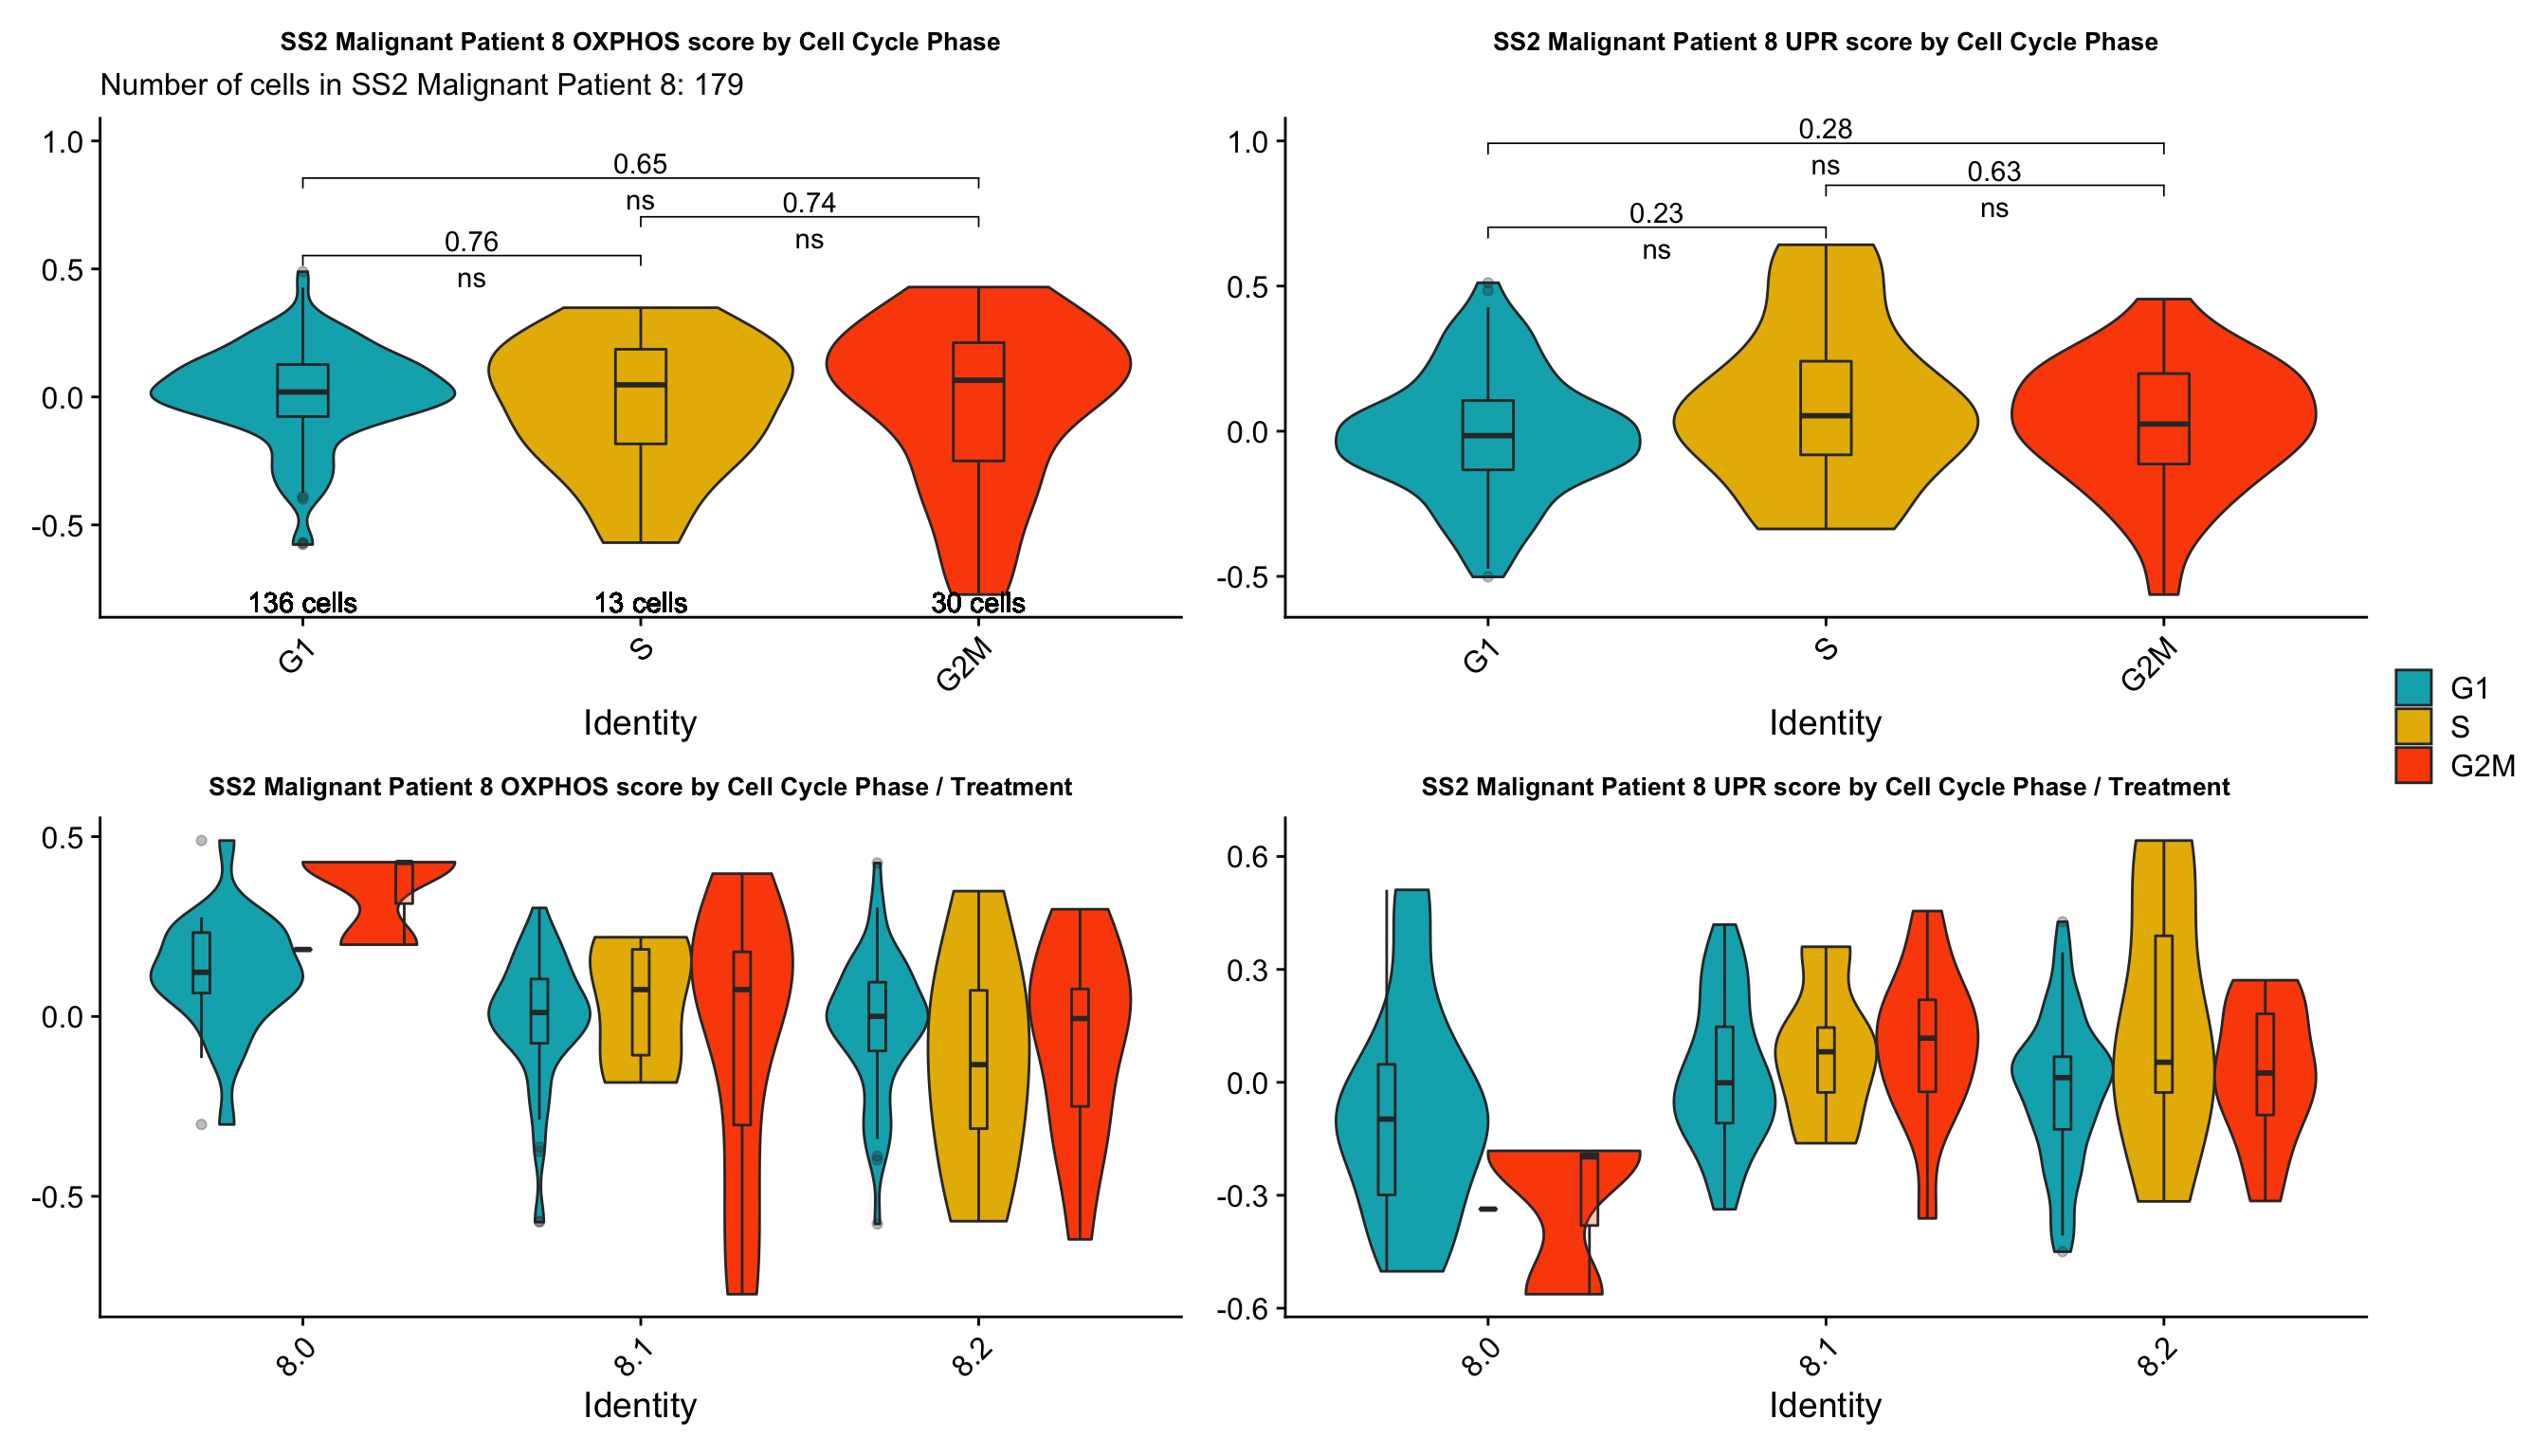 SS2 Malignant Patient 8 OXPHOS score by Cell Cycle Phase
Number of cells in SS2 Malignant Patient 8: 179
1.0
0.5
0.0
-0.5
0.65
ns
0.74
ns
0.76
ns
136 cells
13 cells
30 cells
G1
S
G2M
Identity
SS2 Malignant Patient 8 UPR score by Cell Cycle Phase
1.0
0.5
0.0
-0.5
0.28
ns
0.63
ns
0.23
ns
G1
S
G2M
Identity
G1
S
G2M
SS2 Malignant Patient 8 OXPHOS score by Cell Cycle Phase / Treatment
0.5
0.0
-0.5
8.0
8.1
8.2
Identity
SS2 Malignant Patient 8 UPR score by Cell Cycle Phase / Treatment
0.6
0.3
0.0
-0.3
-0.6
8.0
8.1
8.2
Identity